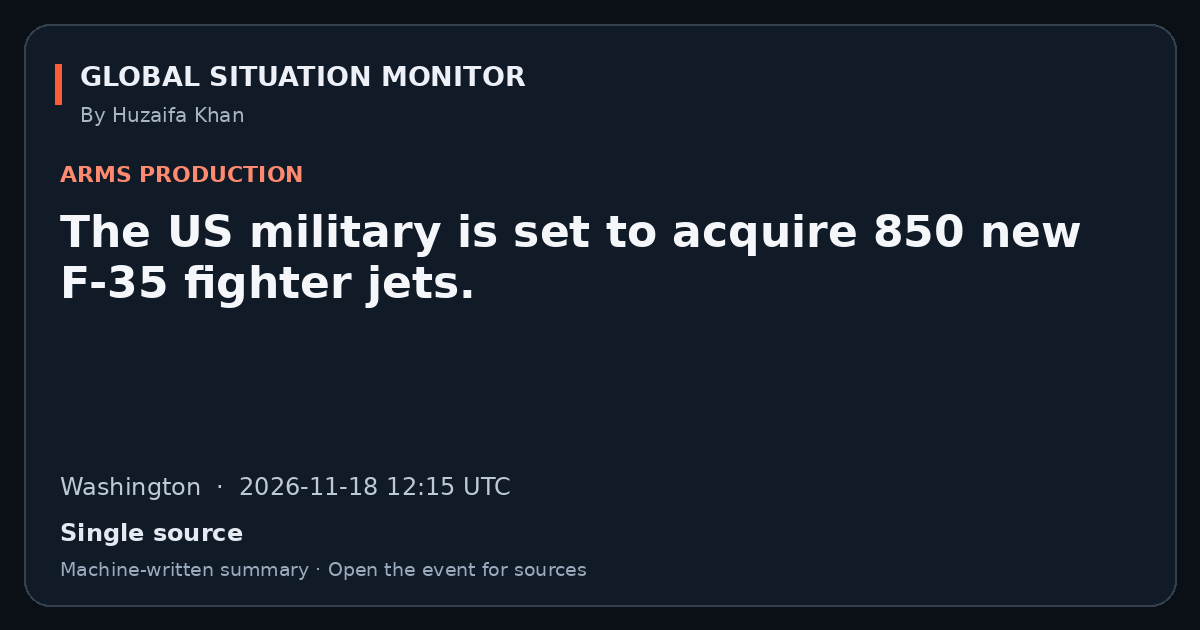 GLOBAL SITUATION MONITOR
By Huzaifa Khan
ARMS PRODUCTION
The US military is set to acquire 850 new
F-35 fighter jets.
Washington · 2026-11-18 12:15 UTC
Single source
Machine-written summary · Open the event for sources